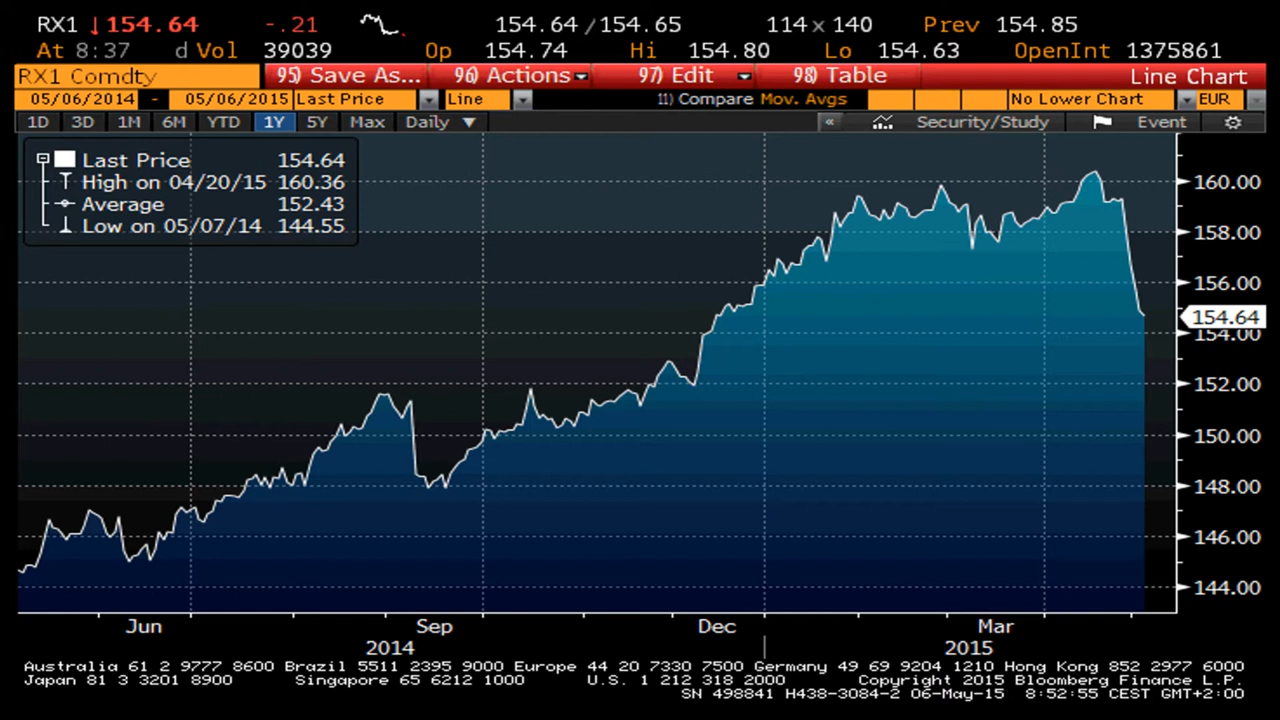 RX1 ↓154.64 -.21 154.64/154.65 114x140 Prev 154.85
At 8:37 d Vol 39039 Op 154.74 Hi 154.80 Lo 154.63 OpenInt 1375861
RX1 Comdty 95) Save As... 96) Actions 97) Edit 98) Table Line Chart
05/06/2014 - 05/06/2015 Last Price Line 11) Compare Mov. Avgs No Lower Chart EUR
1D 3D 1M 6M YTD 1Y 5Y Max Daily ▼ « Security/Study Event
Last Price 154.64
High on 04/20/15 160.36
Average 152.43
Low on 05/07/14 144.55
160.00
158.00
156.00
154.64
154.00
152.00
150.00
148.00
146.00
144.00
Jun Sep Dec Mar
2014 2015
Australia 61 2 9777 8600 Brazil 5511 2395 9000 Europe 44 20 7330 7500 Germany 49 69 9204 1210 Hong Kong 852 2977 6000
Japan 81 3 3201 8900 Singapore 65 6212 1000 U.S. 1 212 318 2000 Copyright 2015 Bloomberg Finance L.P.
SN 498841 H438-3084-2 06-May-15 8:52:55 CEST GMT+2:00